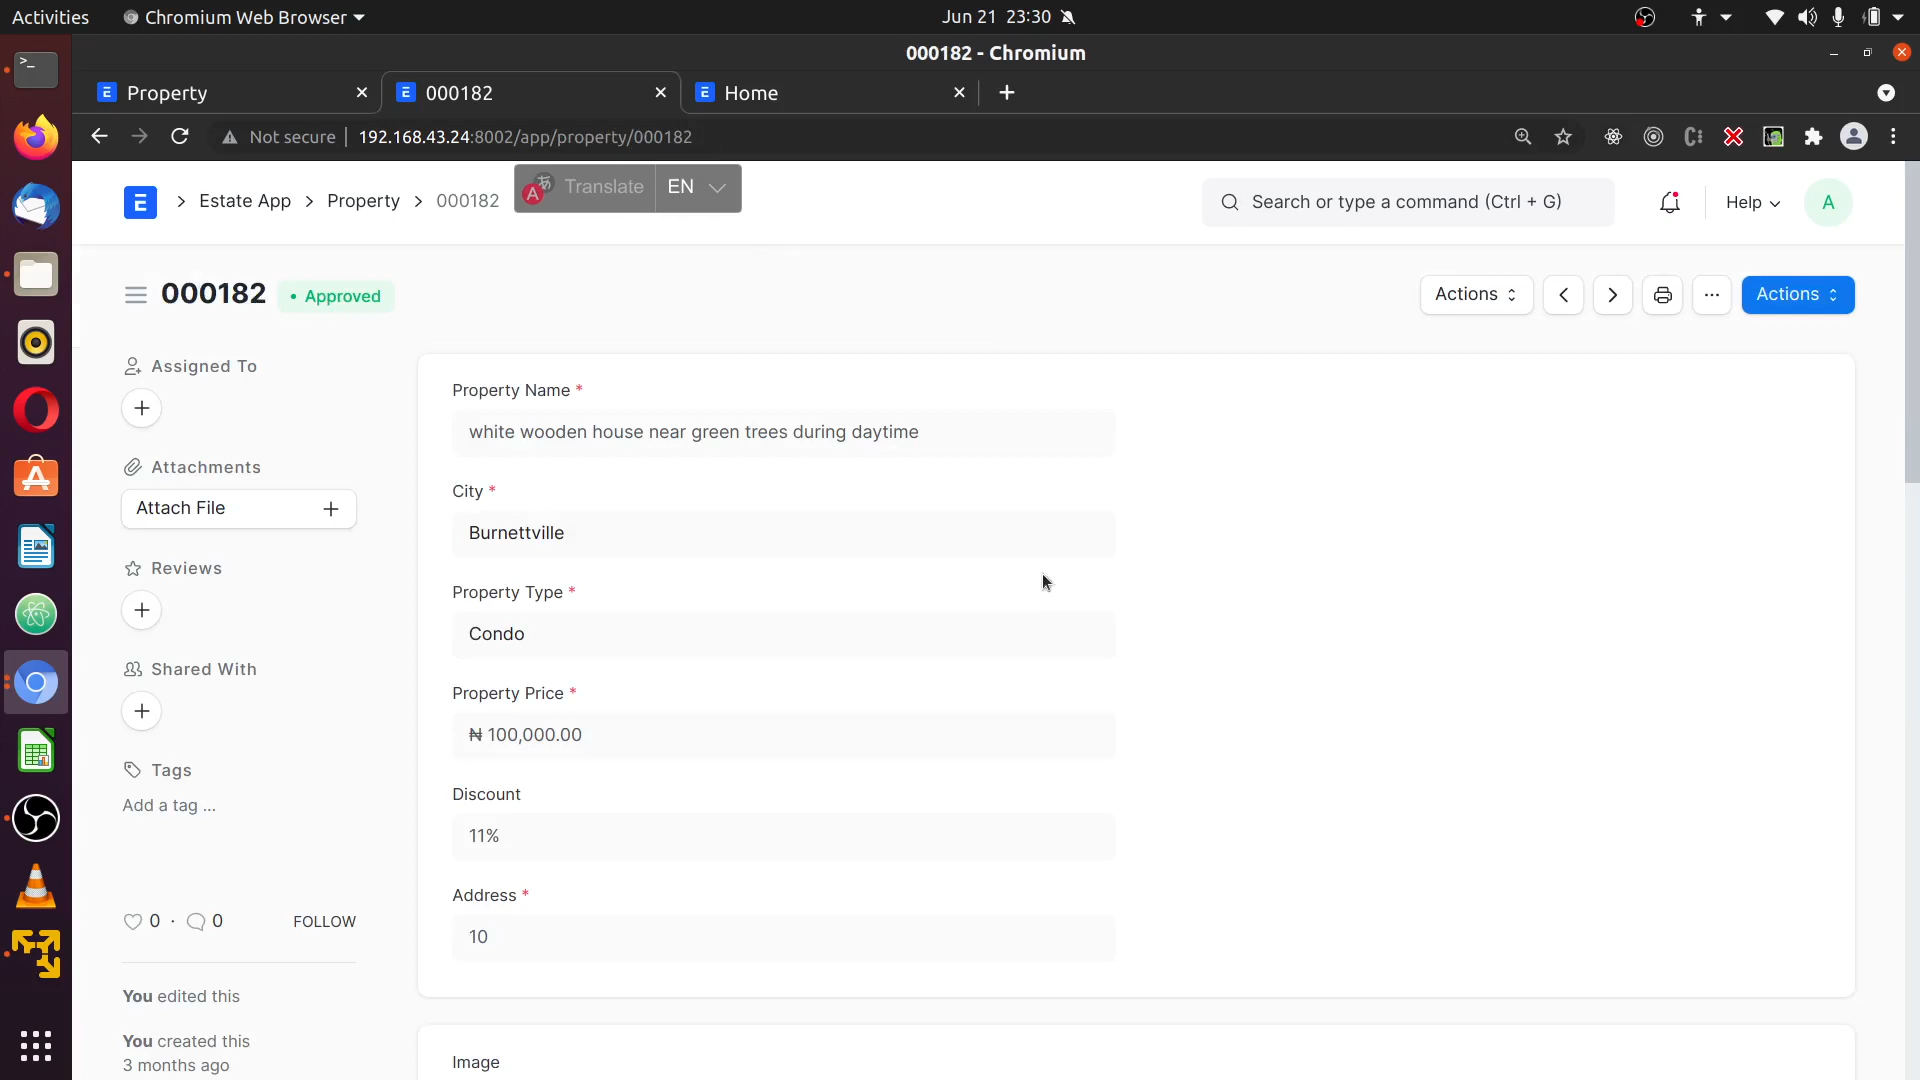 Activities
Chromium Web Browser
Jun 21 23:30
000182 - Chromium
Property
000182
Home
Not secure
192.168.43.24:8002/app/property/000182
Estate App
Property
000182
Translate
EN
Search or type a command (Ctrl + G)
Help
A
000182
Approved
Actions
Actions
Assigned To
Attachments
Attach File
Reviews
Shared With
Tags
Add a tag ...
0 · 0
FOLLOW
You edited this
You created this
3 months ago
Property Name *
white wooden house near green trees during daytime
City *
Burnettville
Property Type *
Condo
Property Price *
₦ 100,000.00
Discount
11%
Address *
10
Image